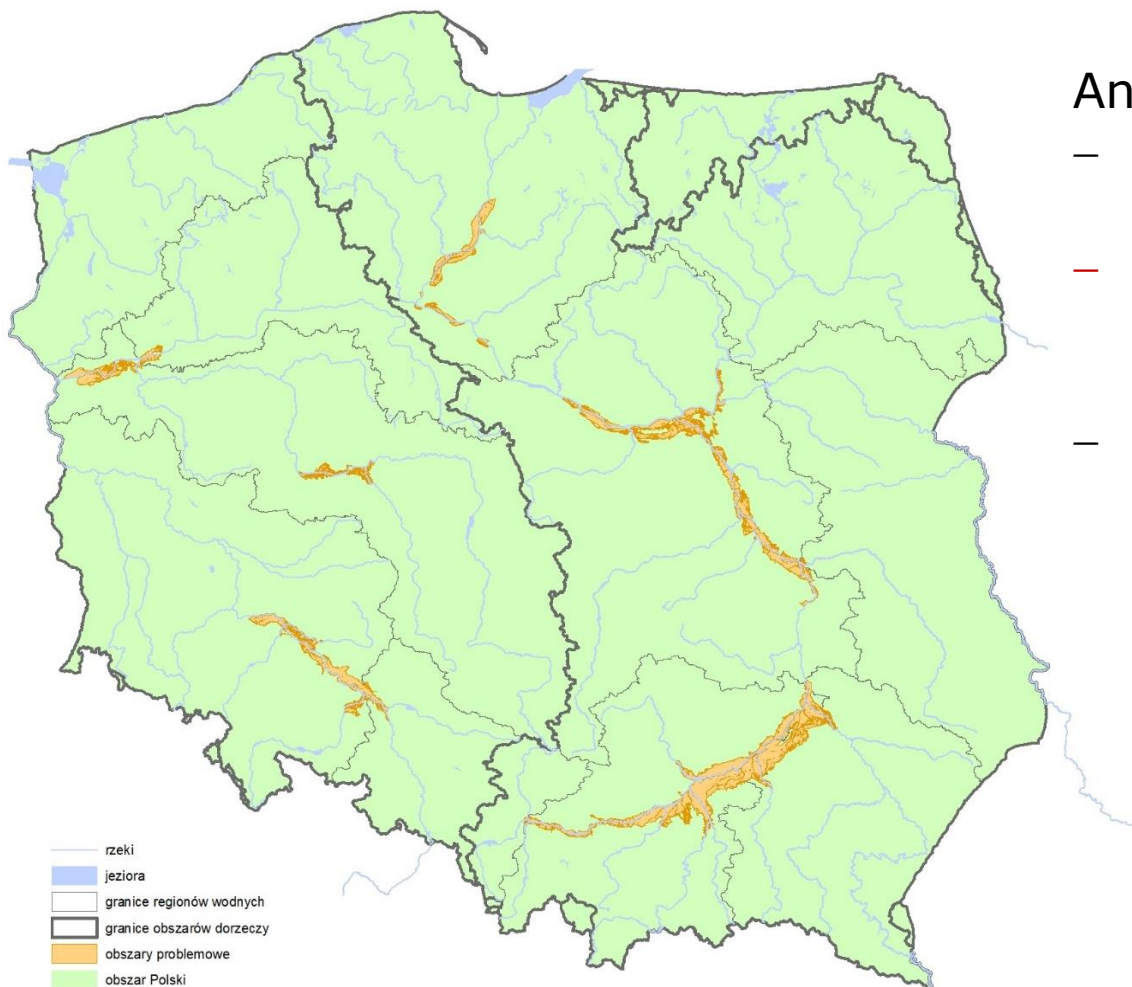 An
–
–
–
rzeki
jeziora
granice regionów wodnych
granice obszarów dorzeczy
obszary problemowe
obszar Polski